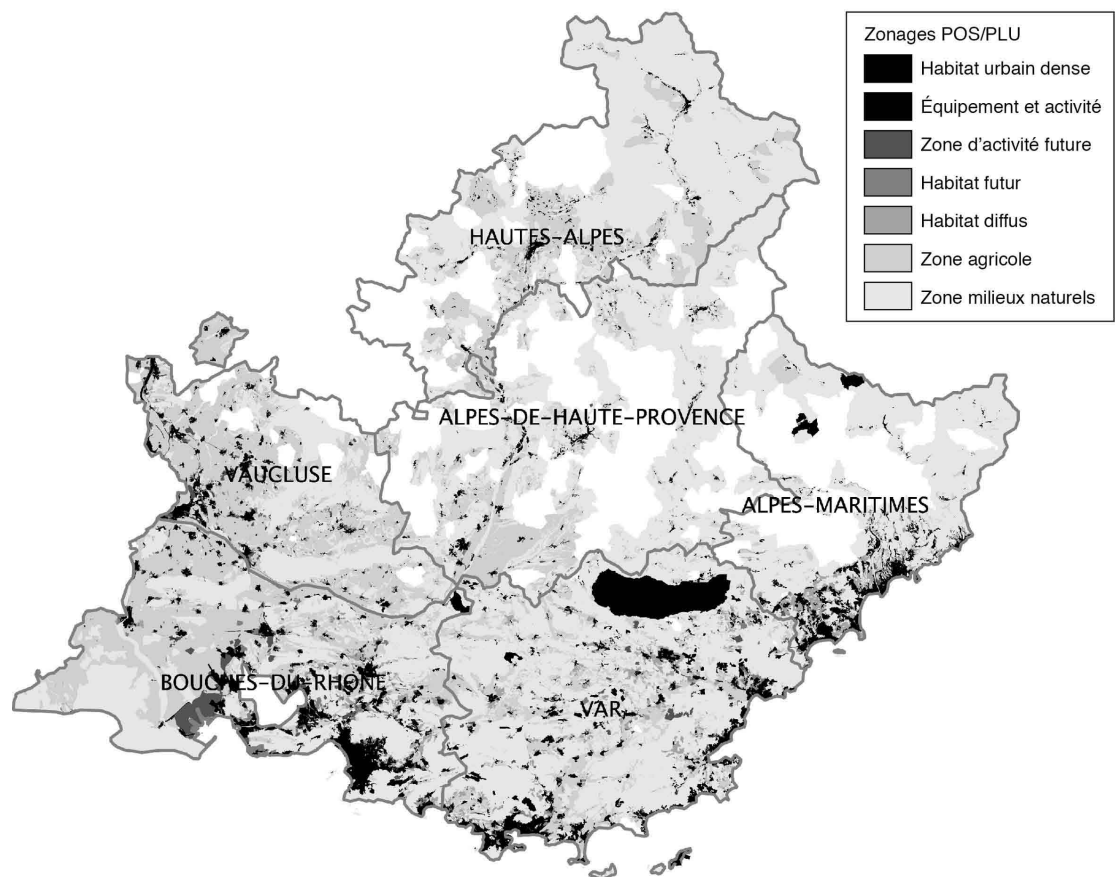 Zonages POS/PLU
Habitat urbain dense
Équipement et activité
Zone d'activité future
Habitat futur
Habitat diffus
Zone agricole
Zone milieux naturels
HAUTES-ALPES
ALPES-DE-HAUTE-PROVENCE
VAUCLUSE
ALPES-MARITIMES
BOUCHES-DU-RHONE
VAR